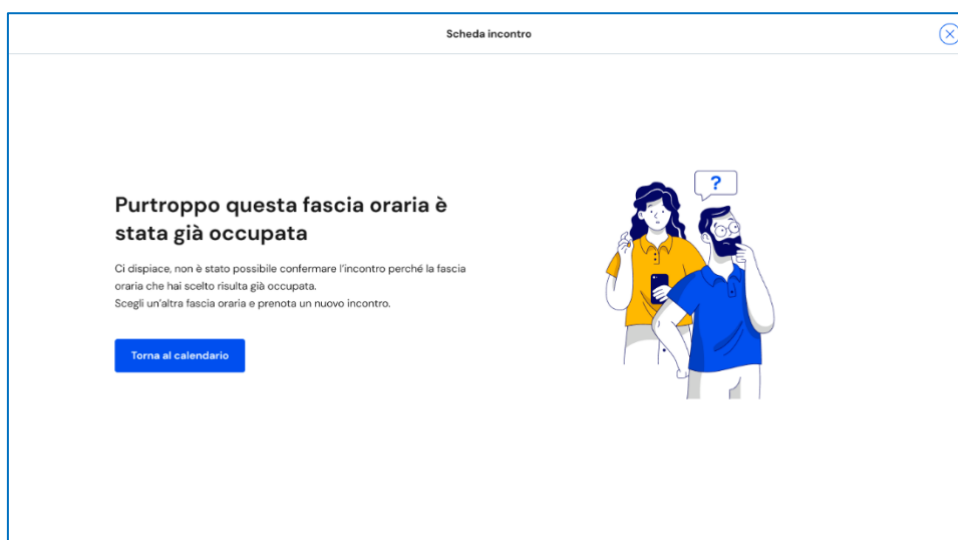 Scheda incontro
?
Purtroppo questa fascia oraria è
stata già occupata
Ci dispiace, non è stato possibile confermare l'incontro perché la fascia
oraria che hai scelto risulta già occupata.
Scegli un'altra fascia oraria e prenota un nuovo incontro.
Torna al calendario